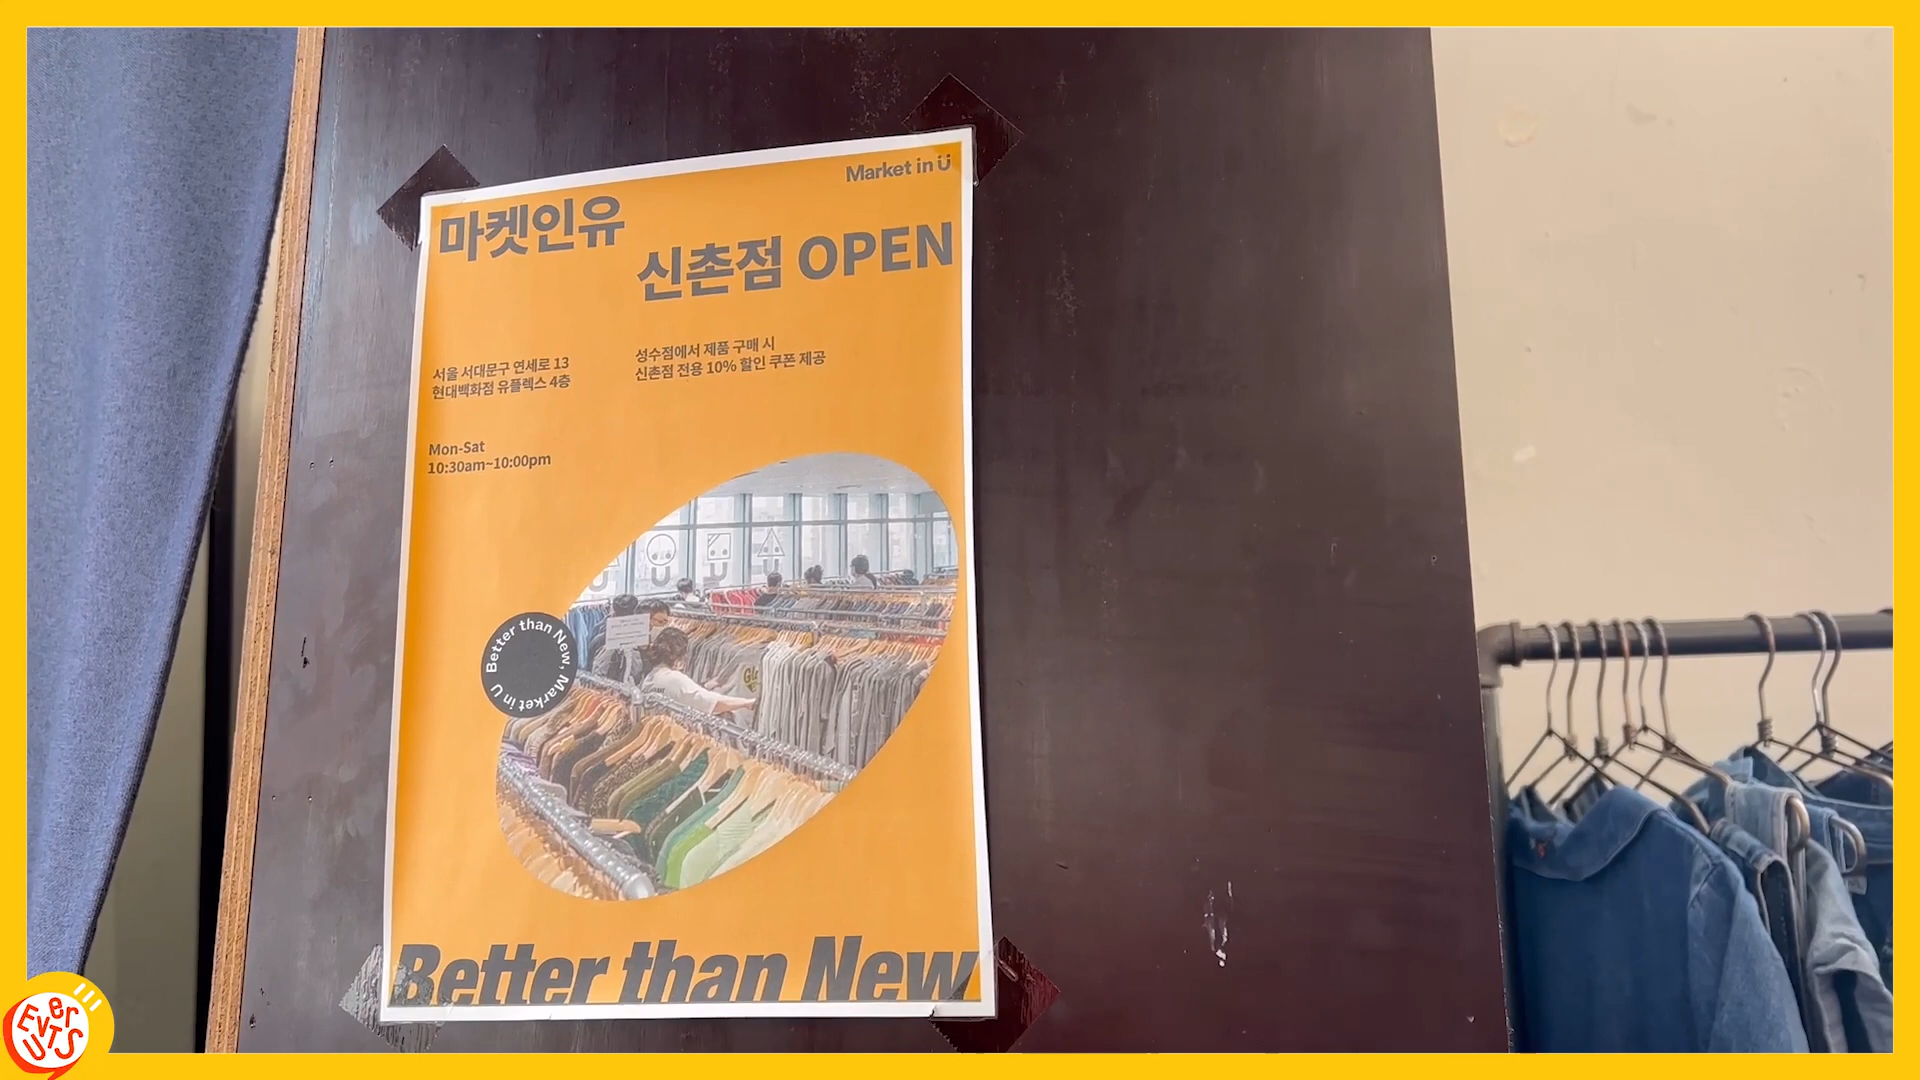 Market in Ü
마켓인유
신촌점 OPEN
서울 서대문구 연세로 13
현대백화점 유플렉스 4층
성수점에서 제품 구매 시
신촌점 전용 10% 할인 쿠폰 제공
Mon-Sat
10:30am~10:00pm
Better than New, Market in U
Better than New
EVerUTS